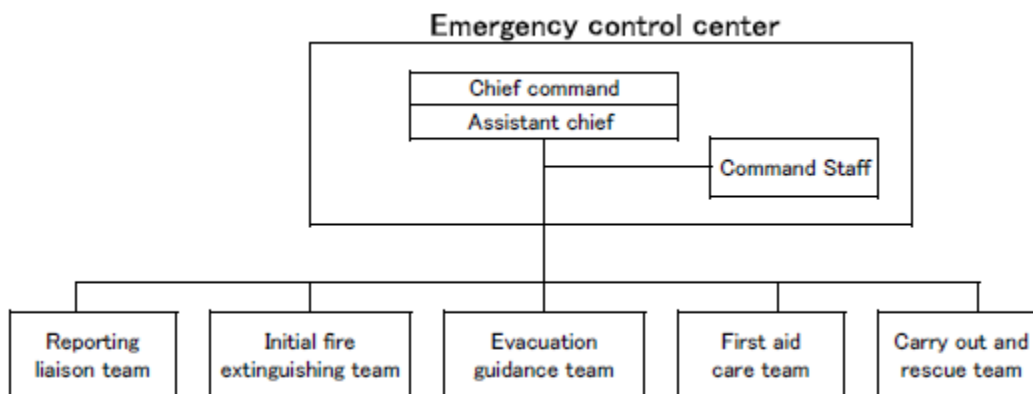 Emergency control center
Chief command
Assistant chief
Command Staff
Reporting
liaison team
Initial fire
extinguishing team
Evacuation
guidance team
First aid
care team
Carry out and
rescue team